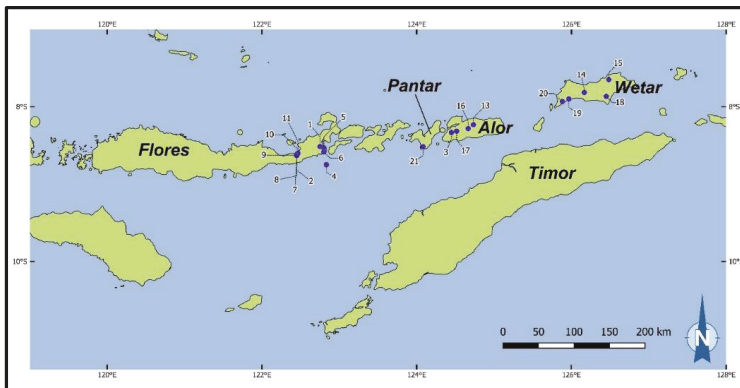 120°E
122°E
124°E
126°E
128°E
15
14
Wetar
20
18
19
8°S
8°S
Pantar
16
13
Alor
3
17
21
5
1
11
10
Flores
9
6
8
2
4
7
Timor
10°S
10°
N
0 50 100 150 200 km
120°E
122°E
124°E
126°E
128°E